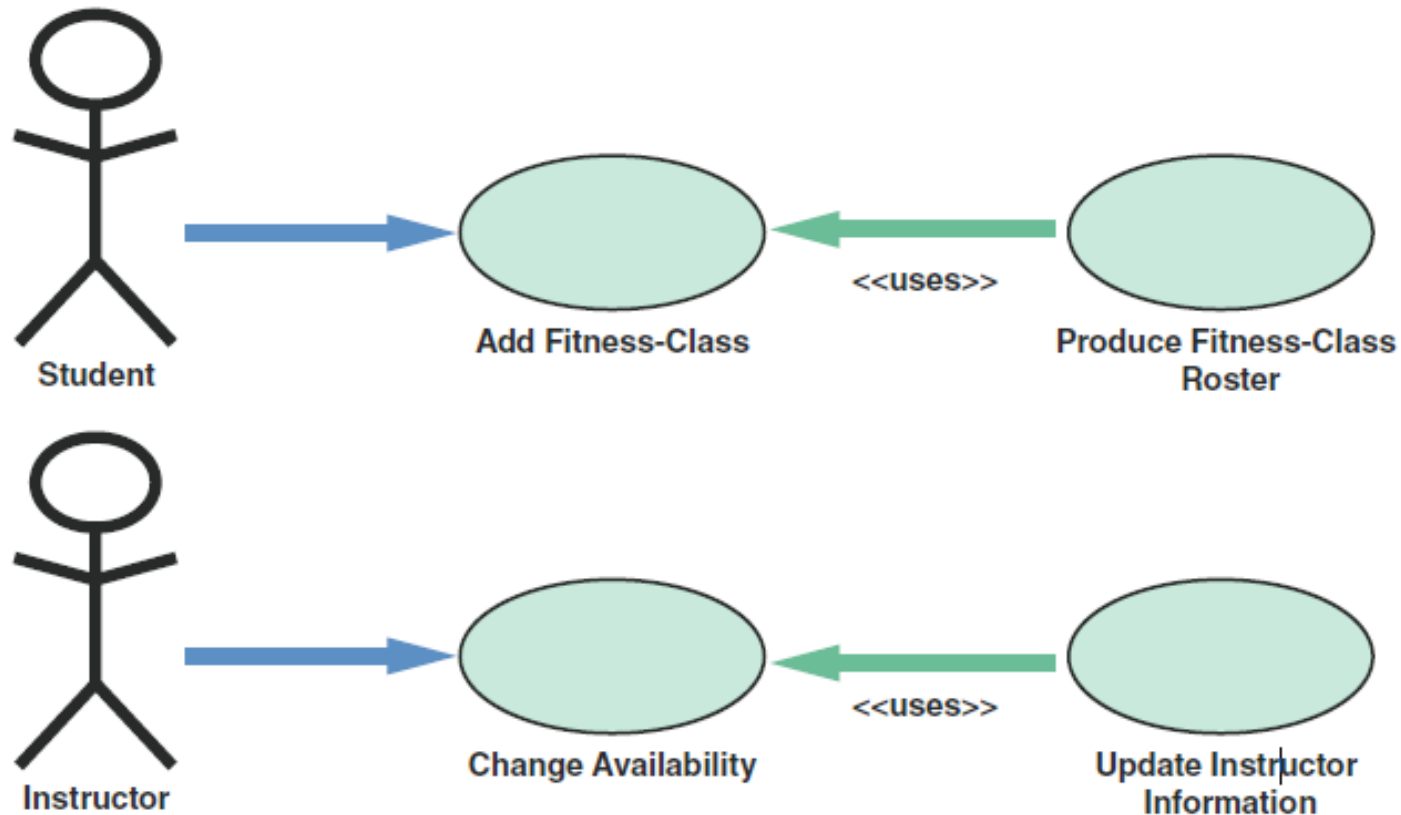 <<uses>>
Add Fitness-Class
Produce Fitness-Class
Roster
Student
<<uses>>
Change Availability
Update Instructor
Information
Instructor